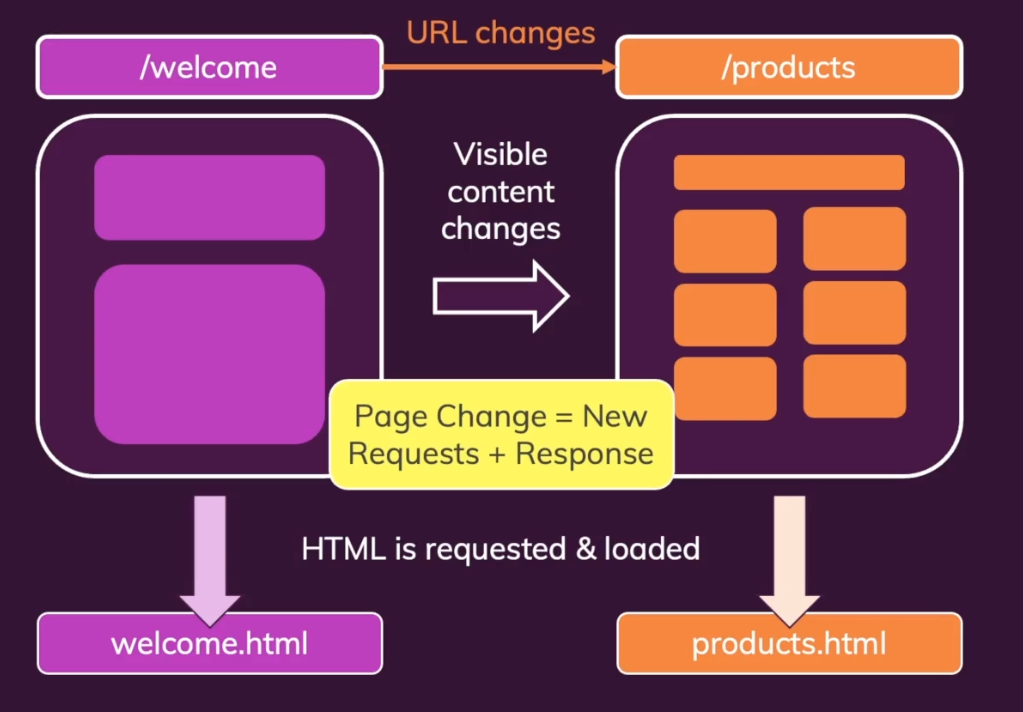 URL changes
/welcome
/products
Visible
content
changes
Page Change = New
Requests + Response
HTML is requested & loaded
welcome.html
products.html